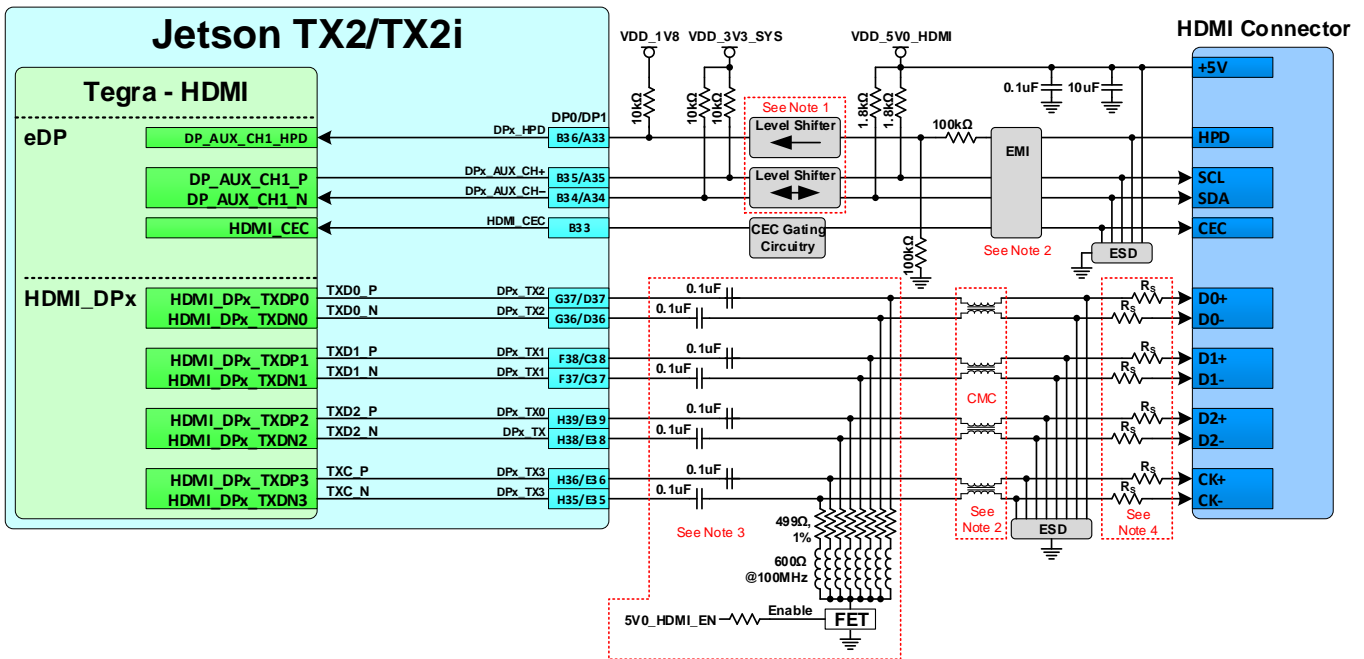 Jetson TX2/TX2i
HDMI Connector
VDD_1V8
VDD_3V3_SYS
VDD_5V0_HDMI
+5V
Tegra - HDMI
10kΩ
10kΩ
10kΩ
See Note 1
1.8kΩ
1.8kΩ
0.1uF
10uF
eDP
DP0/DP1
Level Shifter
100kΩ
EMI
DP_AUX_CH1_HPD
DPx_HPD
B36/A33
HPD
DP_AUX_CH1_P
DPx_AUX_CH+
B35/A35
Level Shifter
SCL
DP_AUX_CH1_N
DPx_AUX_CH–
B34/A34
SDA
HDMI_CEC
HDMI_CEC
B33
CEC Gating
Circuitry
CEC
See Note 2
ESD
100kΩ
HDMI_DPx
HDMI_DPx_TXDP0
TXD0_P
DPx_TX2
G37/D37
0.1uF
RS
D0+
HDMI_DPx_TXDN0
TXD0_N
DPx_TX2
G36/D36
0.1uF
RS
D0-
HDMI_DPx_TXDP1
TXD1_P
DPx_TX1
F38/C38
0.1uF
RS
D1+
HDMI_DPx_TXDN1
TXD1_N
DPx_TX1
F37/C37
0.1uF
RS
D1-
CMC
HDMI_DPx_TXDP2
TXD2_P
DPx_TX0
H39/E39
0.1uF
RS
D2+
HDMI_DPx_TXDN2
TXD2_N
DPx_TX
H38/E38
0.1uF
RS
D2-
HDMI_DPx_TXDP3
TXC_P
DPx_TX3
H36/E36
0.1uF
RS
CK+
HDMI_DPx_TXDN3
TXC_N
DPx_TX3
H35/E35
0.1uF
RS
CK-
See Note 3
499Ω,
1%
See
Note 2
ESD
See
Note 4
600Ω
@100MHz
5V0_HDMI_EN
Enable
FET